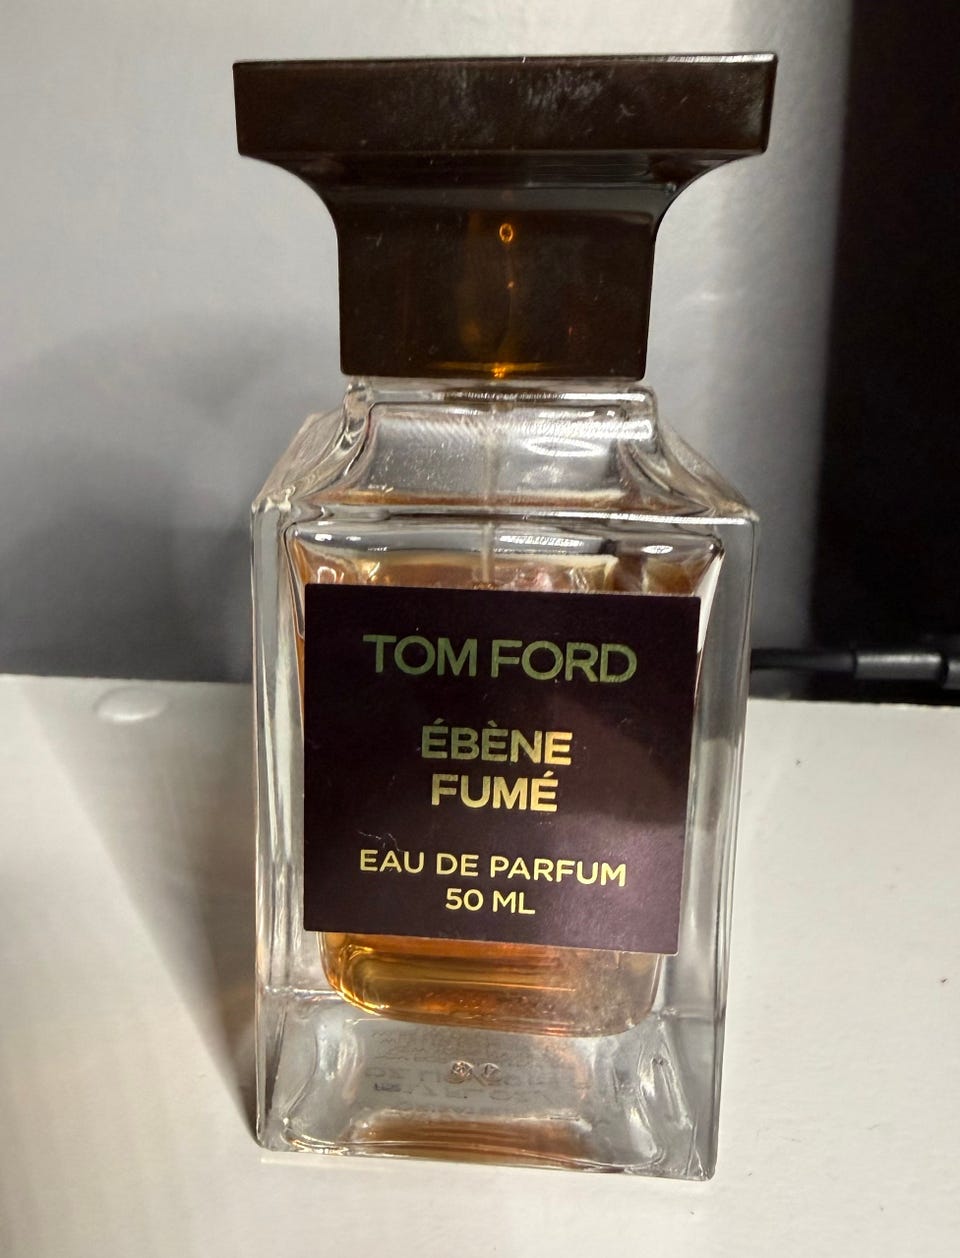 TOM FORD
ÉBÈNE
FUMÉ
EAU DE PARFUM
50 ML